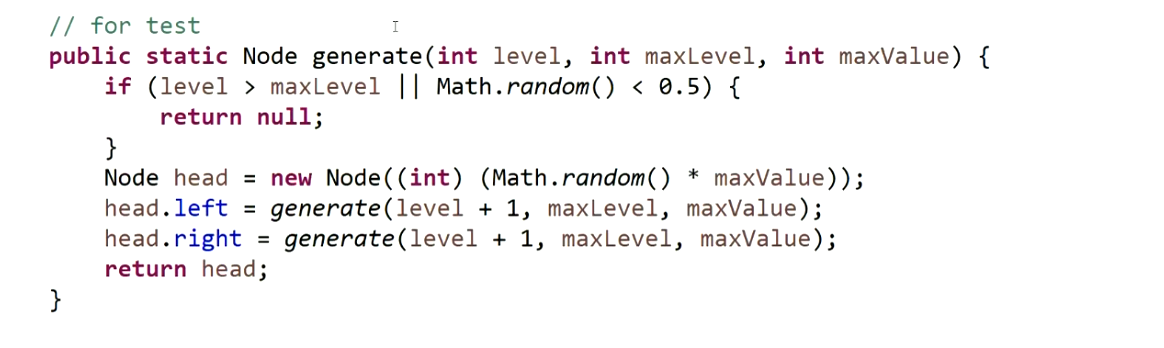 // for test
public static Node generate(int level, int maxLevel, int maxValue) {
if (level > maxLevel || Math.random() < 0.5) {
return null;
}
Node head = new Node((int) (Math.random() * maxValue));
head.left = generate(level + 1, maxLevel, maxValue);
head.right = generate(level + 1, maxLevel, maxValue);
return head;
}